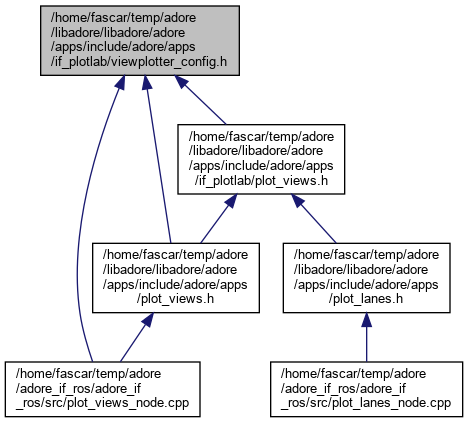 /home/fascar/temp/adore
/libadore/libadore/adore
/apps/include/adore/apps
/if_plotlab/viewplotter_config.h
/home/fascar/temp/adore
/libadore/libadore/adore
/apps/include/adore/apps
/if_plotlab/plot_views.h
/home/fascar/temp/adore
/libadore/libadore/adore
/apps/include/adore/apps
/plot_views.h
/home/fascar/temp/adore
/libadore/libadore/adore
/apps/include/adore/apps
/plot_lanes.h
/home/fascar/temp/adore
/adore_if_ros/adore_if
_ros/src/plot_views_node.cpp
/home/fascar/temp/adore
/adore_if_ros/adore_if
_ros/src/plot_lanes_node.cpp